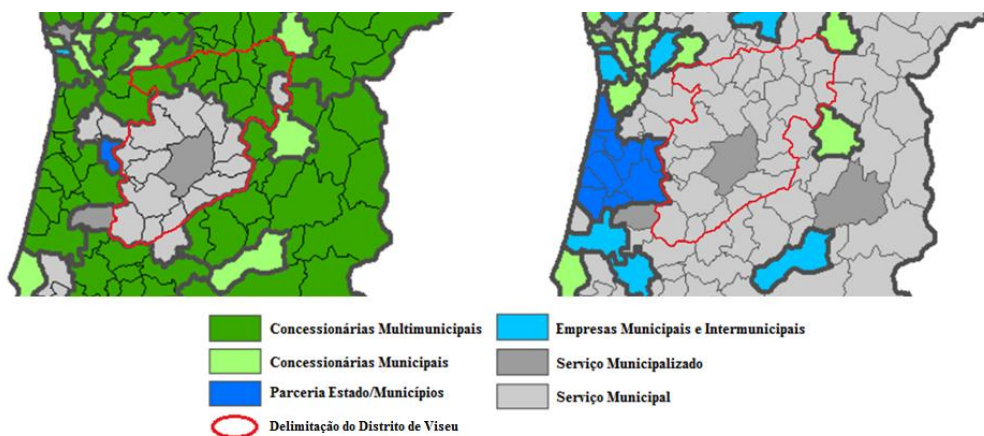 Concessionárias Multimunicipais
Concessionárias Municipais
Parceria Estado/Municípios
Delimitação do Distrito de Viseu
Empresas Municipais e Intermunicipais
Serviço Municipalizado
Serviço Municipal